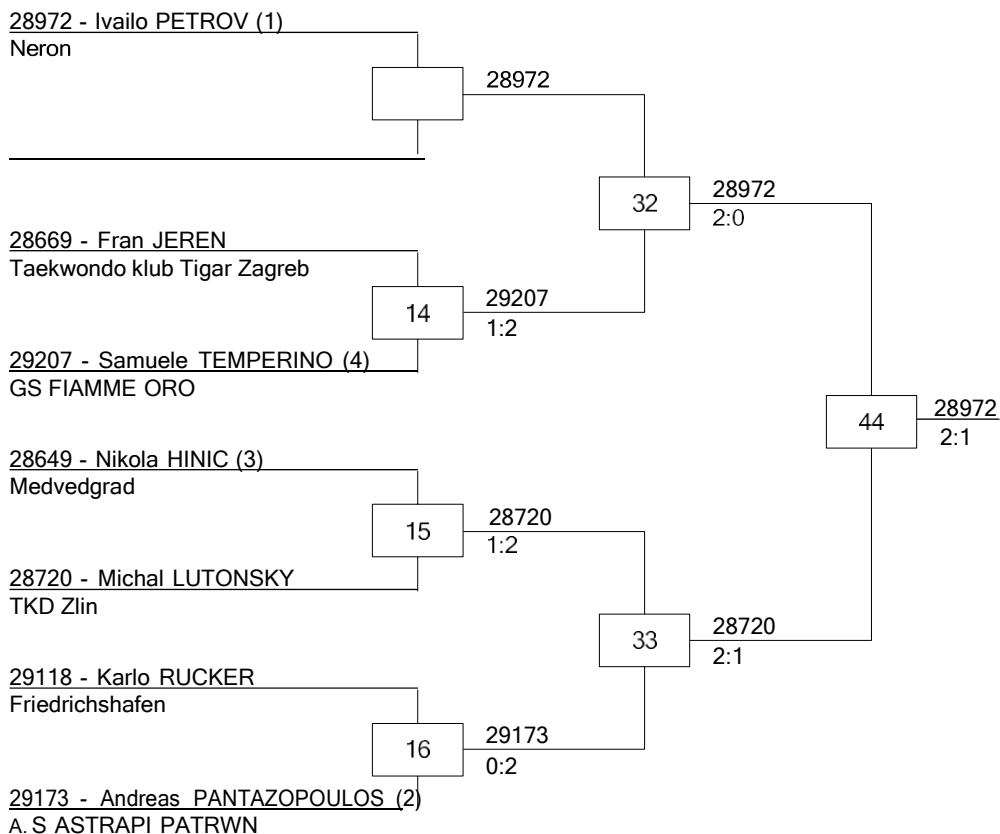 28972 - Ivailo PETROV (1)
Neron
28972
32
28972
2:0
28669 - Fran JEREN
Taekwondo klub Tigar Zagreb
14
29207
1:2
29207 - Samuele TEMPERINO (4)
GS FIAMME ORO
44
28972
2:1
28649 - Nikola HINIC (3)
Medvedgrad
15
28720
1:2
28720 - Michal LUTONSKY
TKD Zlin
33
28720
2:1
29118 - Karlo RUCKER
Friedrichshafen
16
29173
0:2
29173 - Andreas PANTAZOPOULOS (2)
A. S ASTRAPI PATRWN